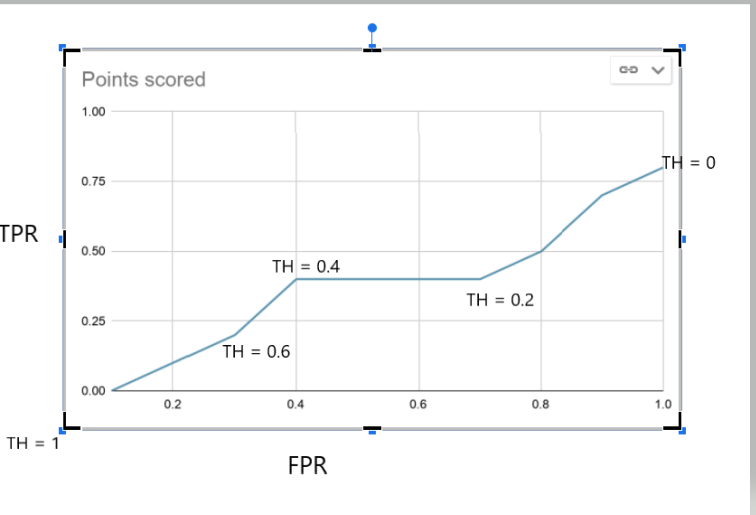 Points scored
1.00
TH = 0
0.75
TPR
0.50
TH = 0.4
TH = 0.2
0.25
TH = 0.6
0.00
0.2 0.4 0.6 0.8 1.0
TH = 1
FPR